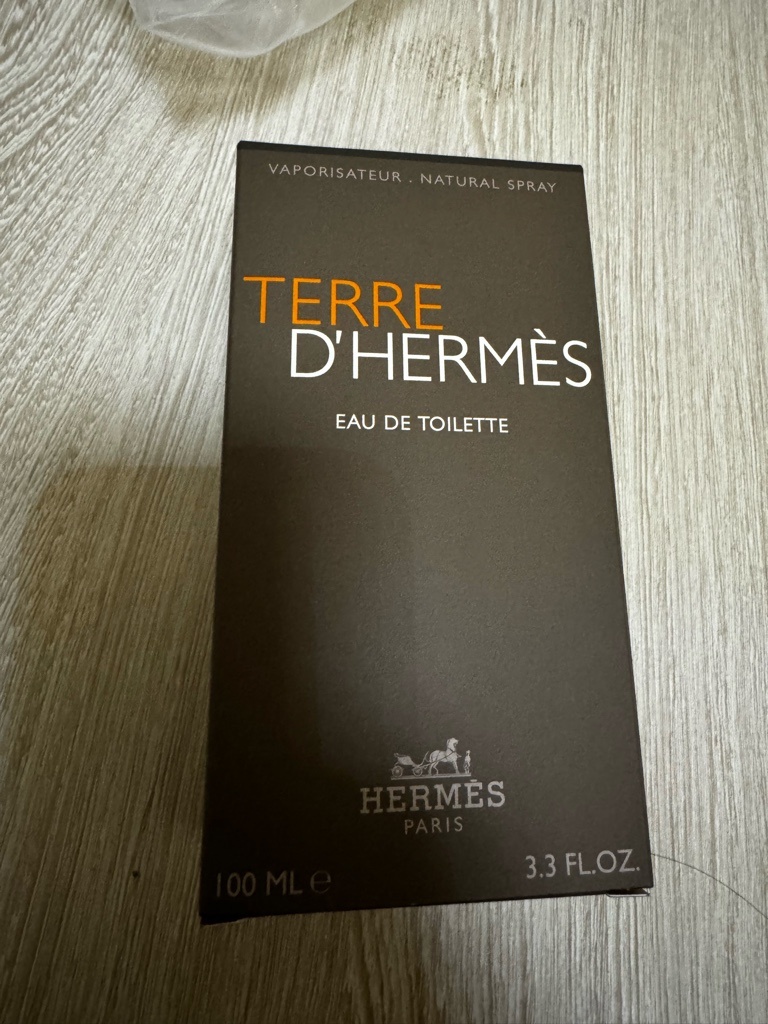 VAPORISATEUR . NATURAL SPRAY
TERRE
D'HERMÈS
EAU DE TOILETTE
HERMÈS
PARIS
100 ML ℮
3.3 FL.OZ.